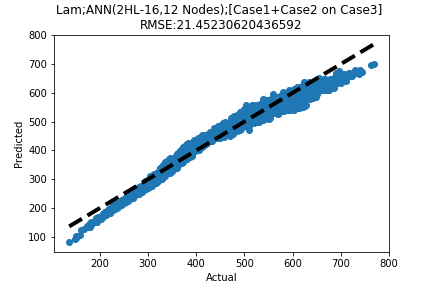 Lam;ANN(2HL-16,12 Nodes);[Case1+Case2 on Case3]
RMSE:21.45230620436592
800
700
600
500
400
300
200
100
Predicted
200 300 400 500 600 700 800
Actual